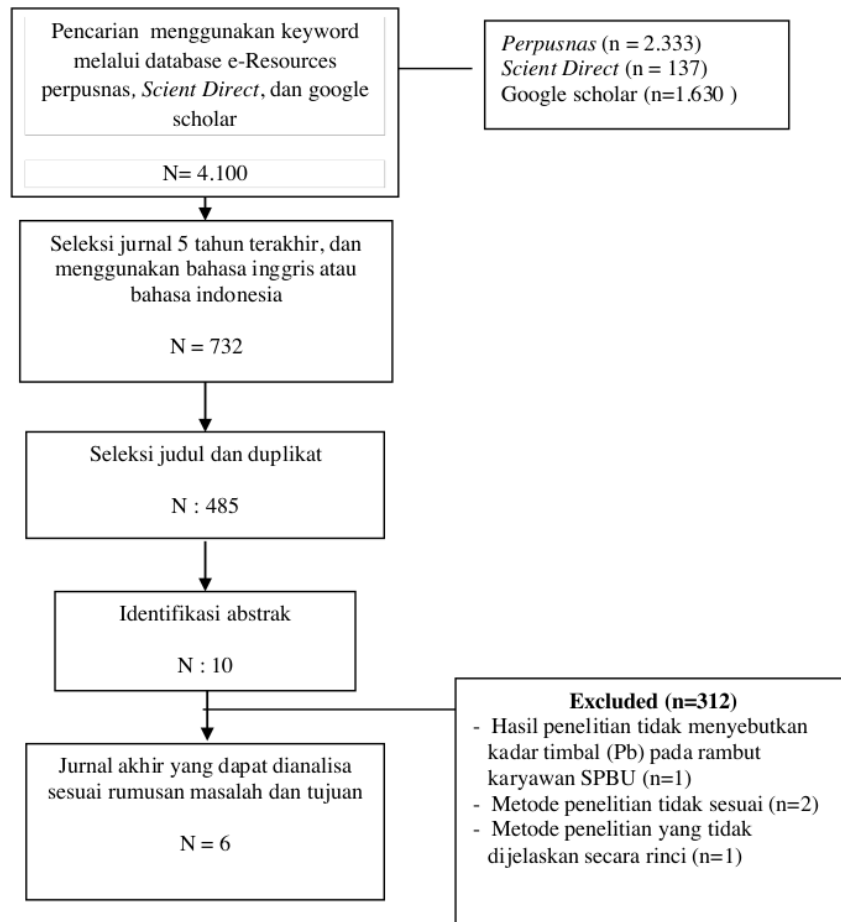 Pencarian menggunakan keyword
melalui database e-Resources
perpusnas, Scient Direct, dan google
scholar
N= 4.100
Perpusnas (n = 2.333)
Scient Direct (n = 137)
Google scholar (n=1.630 )
Seleksi jurnal 5 tahun terakhir, dan
menggunakan bahasa inggris atau
bahasa indonesia
N = 732
Seleksi judul dan duplikat
N : 485
Identifikasi abstrak
N : 10
Excluded (n=312)
- Hasil penelitian tidak menyebutkan
kadar timbal (Pb) pada rambut
karyawan SPBU (n=1)
- Metode penelitian tidak sesuai (n=2)
- Metode penelitian yang tidak
dijelaskan secara rinci (n=1)
Jurnal akhir yang dapat dianalisa
sesuai rumusan masalah dan tujuan
N = 6